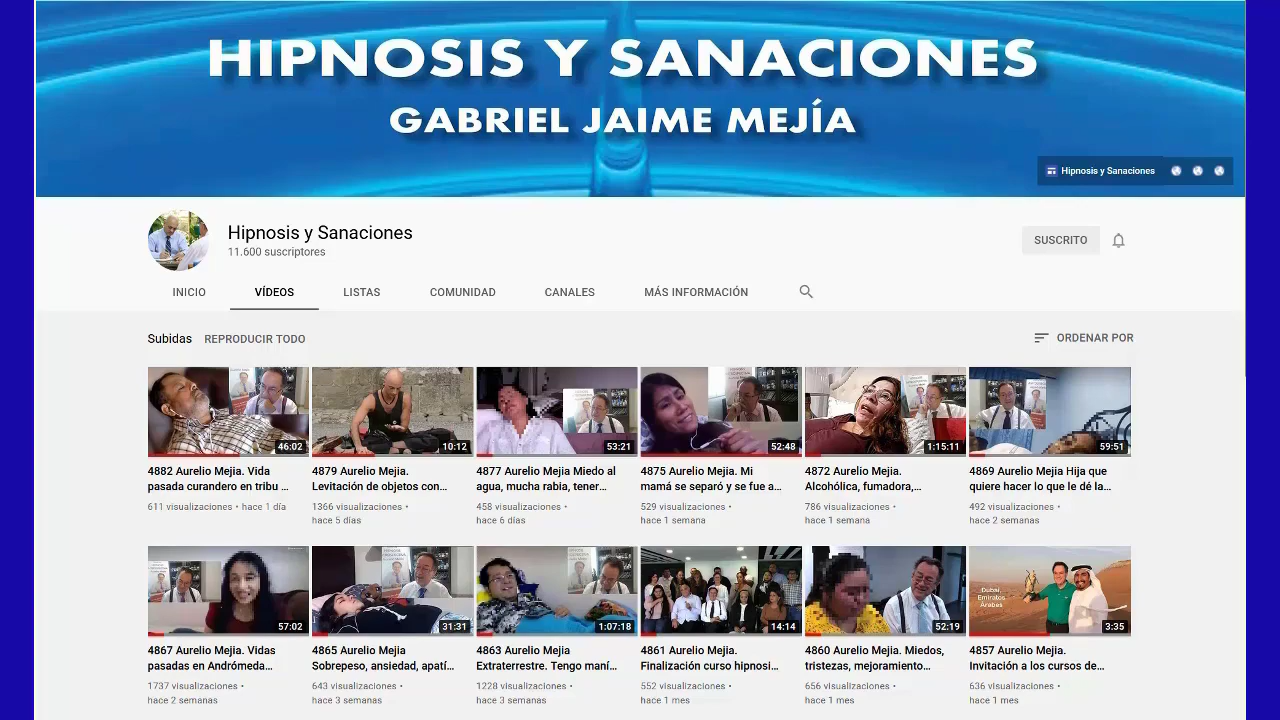 HIPNOSIS Y SANACIONES
GABRIEL JAIME MEJÍA
Hipnosis y Sanaciones
Hipnosis y Sanaciones
11.600 suscriptores
SUSCRITO
INICIO VÍDEOS LISTAS COMUNIDAD CANALES MÁS INFORMACIÓN
Subidas REPRODUCIR TODO ORDENAR POR
46:02 10:12 53:21 52:48 1:15:11 59:51
4882 Aurelio Mejia. Vida
pasada curandero en tribu ...
611 visualizaciones • hace 1 día
4879 Aurelio Mejia.
Levitación de objetos con...
1366 visualizaciones •
hace 5 días
4877 Aurelio Mejia Miedo al
agua, mucha rabia, tener...
458 visualizaciones •
hace 6 días
4875 Aurelio Mejia. Mi
mamá se separó y se fue a...
529 visualizaciones •
hace 1 semana
4872 Aurelio Mejia.
Alcohólica, fumadora,...
786 visualizaciones •
hace 1 semana
4869 Aurelio Mejia Hija que
quiere hacer lo que le dé la...
492 visualizaciones •
hace 2 semanas
Dubai,
Emiratos
Árabes
57:02 31:31 1:07:18 14:14 52:19 3:35
4867 Aurelio Mejia. Vidas
pasadas en Andrómeda...
1737 visualizaciones •
hace 2 semanas
4865 Aurelio Mejia
Sobrepeso, ansiedad, apatí...
643 visualizaciones •
hace 3 semanas
4863 Aurelio Mejia
Extraterrestre. Tengo maní...
1228 visualizaciones •
hace 3 semanas
4861 Aurelio Mejia.
Finalización curso hipnosi...
552 visualizaciones •
hace 1 mes
4860 Aurelio Mejia. Miedos,
tristezas, mejoramiento...
656 visualizaciones •
hace 1 mes
4857 Aurelio Mejia.
Invitación a los cursos de...
636 visualizaciones •
hace 1 mes